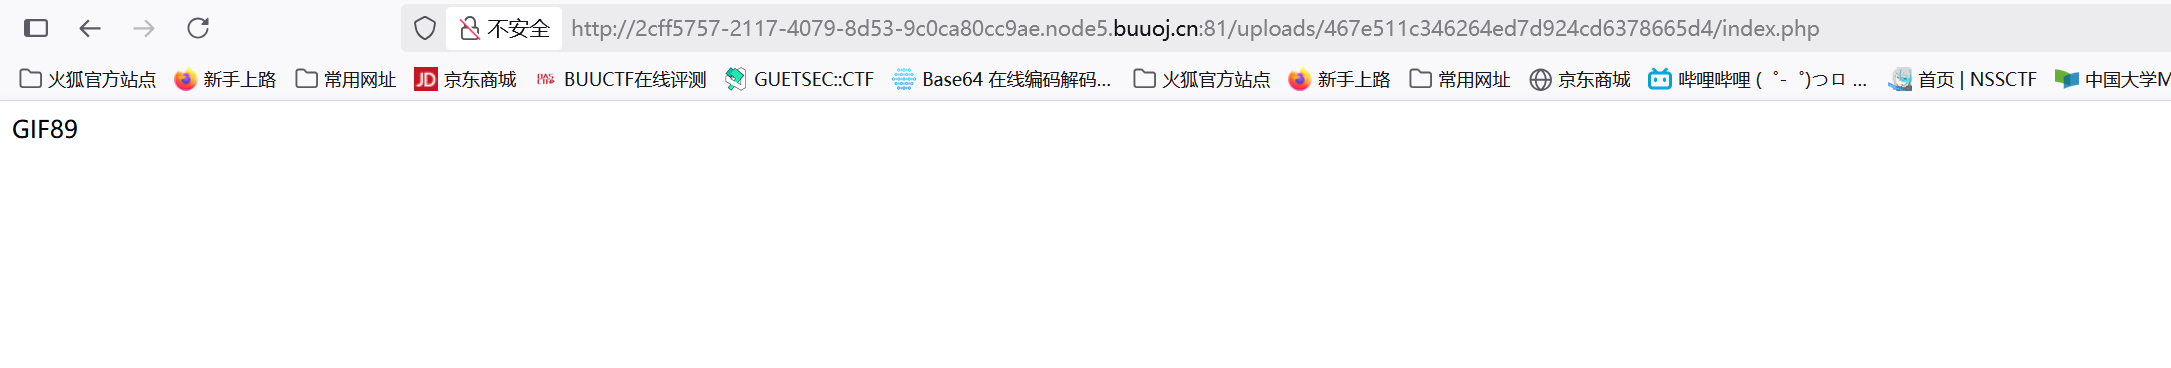 不安全 http://2cff5757-2117-4079-8d53-9c0ca80cc9ae.node5.buuoj.cn:81/uploads/467e511c346264ed7d924cd6378665d4/index.php
火狐官方站点 新手上路 常用网址 JD 京东商城 BUUCTF在线评测 GUETSEC::CTF Base64 在线编码解码... 火狐官方站点 新手上路 常用网址 京东商城 哔哩哔哩 ( ゜- ゜)つロ ... 首页 | NSSCTF 中国大学M
GIF89